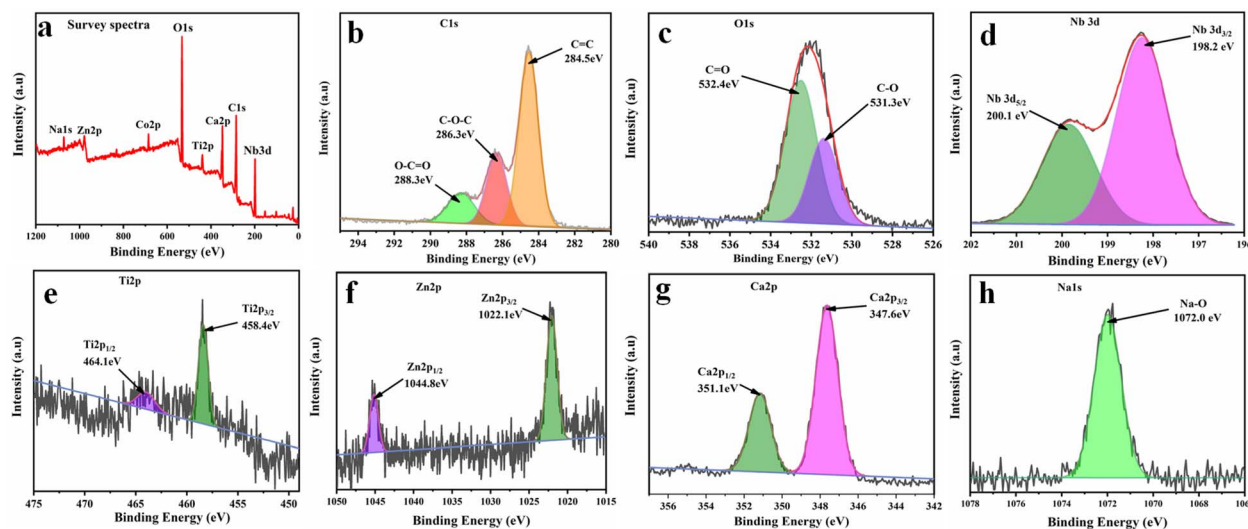 a
Survey spectra
O1s
Na1s
Zn2p
Co2p
Ti2p
Ca2p
C1s
Nb3d
Intensity (a.u)
1200 1000 800 600 400 200 0
Binding Energy (eV)
b
C1s
C=C
284.5eV
C-O-C
286.3eV
O-C=O
288.3eV
Intensity (a.u)
294 292 290 288 286 284 282 280
Binding Energy (eV)
c
O1s
C=O
532.4eV
C-O
531.3eV
Intensity (a.u)
540 538 536 534 532 530 528 526
Binding Energy (eV)
d
Nb 3d
Nb 3d3/2
198.2 eV
Nb 3d5/2
200.1 eV
Intensity (a.u)
202 201 200 199 198 197 196
Binding Energy (eV)
e
Ti2p
Ti2p3/2
458.4eV
Ti2p1/2
464.1eV
Intensity (a.u)
475 470 465 460 455 450
Binding Energy (eV)
f
Zn2p
Zn2p3/2
1022.1eV
Zn2p1/2
1044.8eV
Intensity (a.u)
1050 1045 1040 1035 1030 1025 1020 1015
Binding Energy (eV)
g
Ca2p
Ca2p3/2
347.6eV
Ca2p1/2
351.1eV
Intensity (a.u)
356 354 352 350 348 346 344 342
Binding Energy (eV)
h
Na1s
Na-O
1072.0 eV
Intensity (a.u)
1078 1076 1074 1072 1070 1068
Binding Energy (eV)